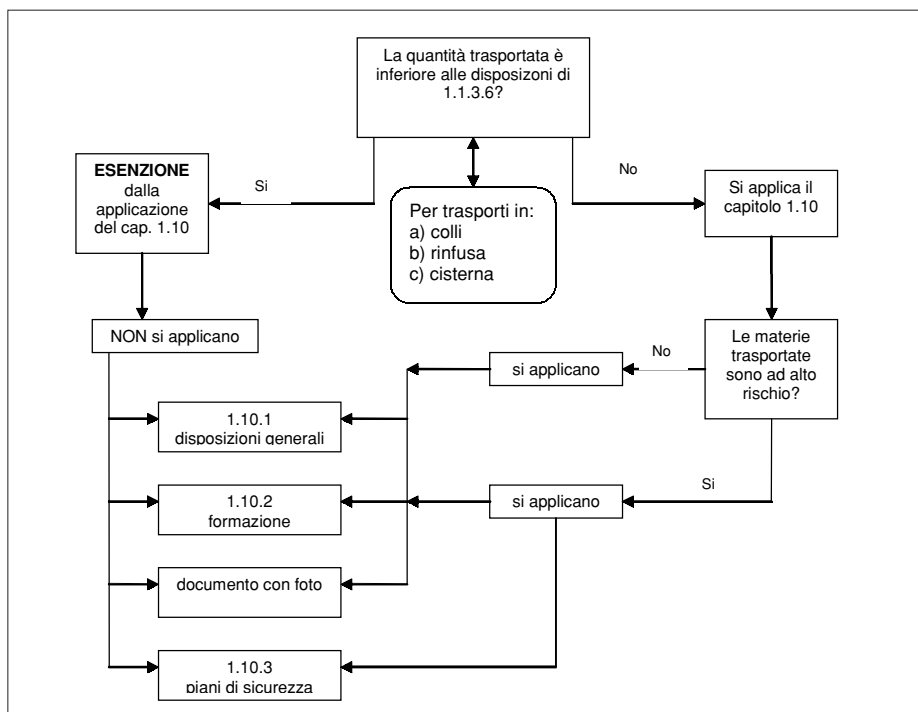 La quantità trasportata è
inferiore alle disposizoni di
1.1.3.6?
ESENZIONE
dalla
applicazione
del cap. 1.10
Si
No
Si applica il
capitolo 1.10
Per trasporti in:
a) colli
b) rinfusa
c) cisterna
NON si applicano
si applicano
No
Le materie
trasportate
sono ad alto
rischio?
1.10.1
disposizioni generali
1.10.2
formazione
si applicano
Si
documento con foto
1.10.3
piani di sicurezza